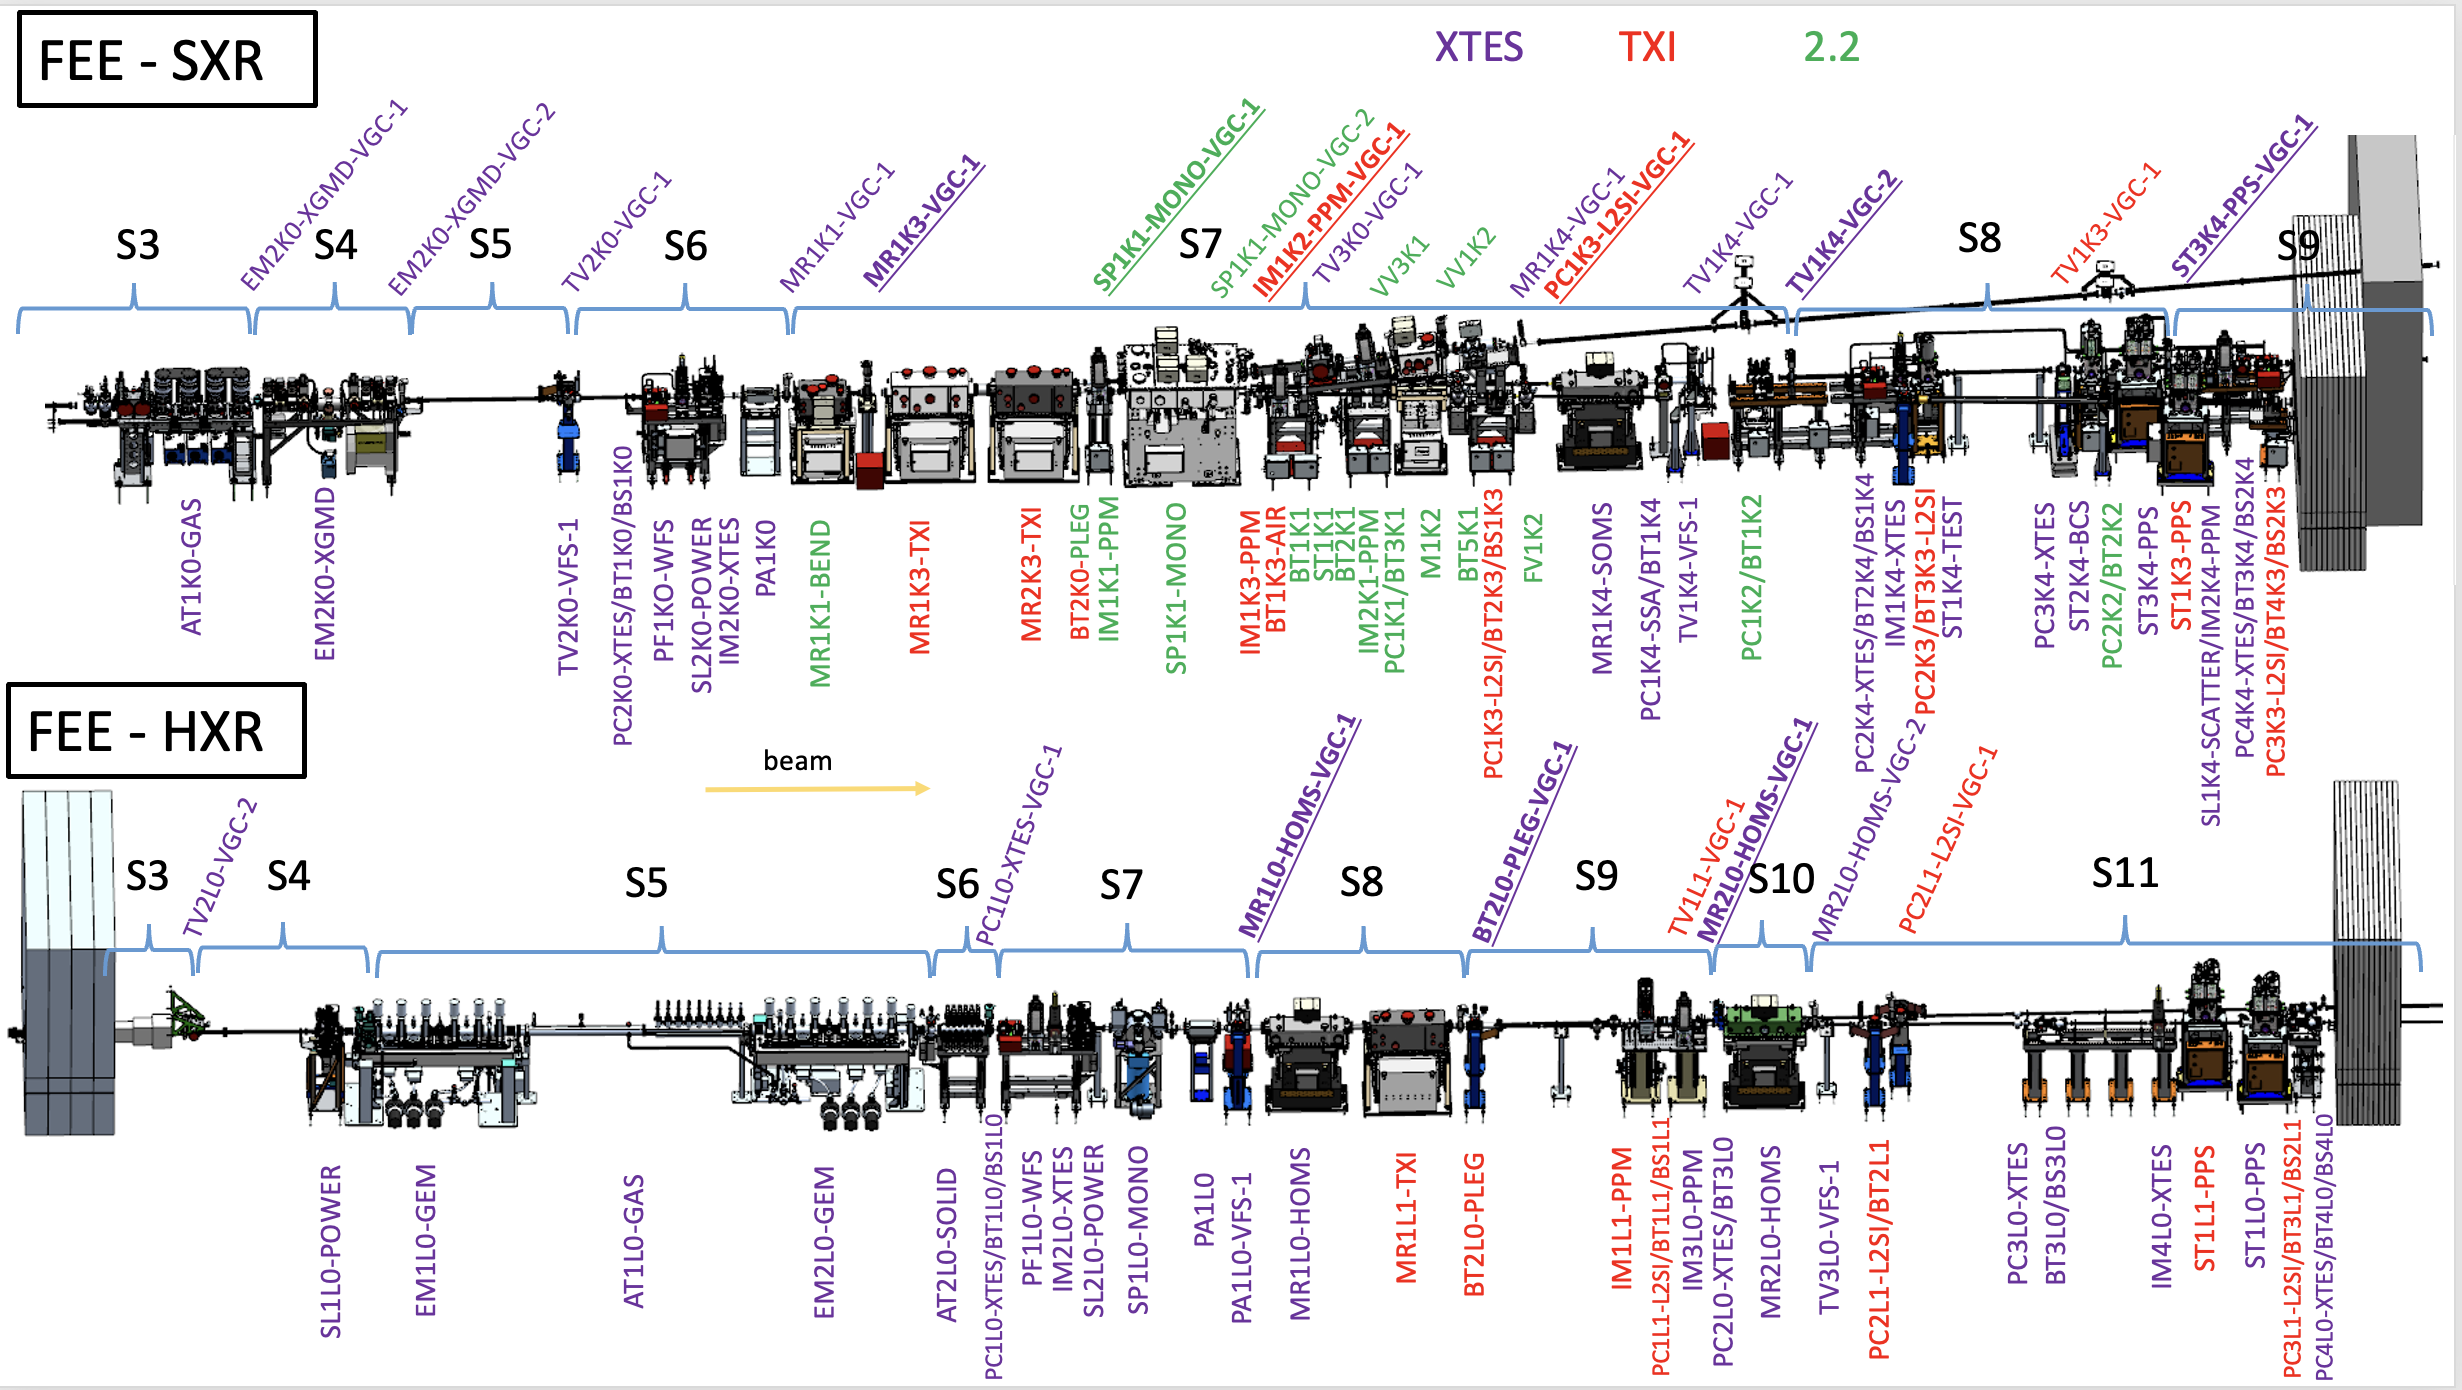 FEE - SXR
XTES
TXI
2.2
EM2K0-XGMD-VGC-1
EM2K0-XGMD-VGC-2
TV2K0-VGC-1
MR1K1-VGC-1
MR1K3-VGC-1
SP1K1-MONO-VGC-1
SP1K1-MONO-VGC-2
IM1K2-PPM-VGC-1
TV3K0-VGC-1
VV3K1
VV1K2
MR1K4-VGC-1
PC1K3-L2SI-VGC-1
TV1K4-VGC-1
TV1K4-VGC-2
TV1K3-VGC-1
ST3K4-PPS-VGC-1
S3
S4
S5
S6
S7
S8
S9
AT1K0-GAS
EM2K0-XGMD
TV2K0-VFS-1
PC2K0-XTES/BT1K0/BS1K0
PF1KO-WFS
SL2K0-POWER
IM2K0-XTES
PA1K0
MR1K1-BEND
MR1K3-TXI
MR2K3-TXI
BT2K0-PLEG
IM1K1-PPM
SP1K1-MONO
IM1K3-PPM
BT1K3-AIR
BT1K1
ST1K1
BT2K1
IM2K1-PPM
PC1K1/BT3K1
M1K2
BT5K1
PC1K3-L2SI/BT2K3/BS1K3
FV1K2
MR1K4-SOMS
PC1K4-SSA/BT1K4
TV1K4-VFS-1
PC1K2/BT1K2
PC2K4-XTES/BT2K4/BS1K4
IM1K4-XTES
PC2K3/BT3K3-L2SI
ST1K4-TEST
PC3K4-XTES
ST2K4-BCS
PC2K2/BT2K2
ST3K4-PPS
ST1K3-PPS
SL1K4-SCATTER/IM2K4-PPM
PC4K4-XTES/BT3K4/BS2K4
PC3K3-L2SI/BT4K3/BS2K3
FEE - HXR
beam
TV2L0-VGC-2
PC1L0-XTES-VGC-1
MR1L0-HOMS-VGC-1
BT2L0-PLEG-VGC-1
TV1L1-VGC-1
MR2L0-HOMS-VGC-1
MR2L0-HOMS-VGC-2
PC2L1-L2SI-VGC-1
S3
S4
S5
S6
S7
S8
S9
S10
S11
SL1L0-POWER
EM1L0-GEM
AT1L0-GAS
EM2L0-GEM
AT2L0-SOLID
PC1L0-XTES/BT1L0/BS1L0
PF1L0-WFS
IM2L0-XTES
SL2L0-POWER
SP1L0-MONO
PA1L0
PA1L0-VFS-1
MR1L0-HOMS
MR1L1-TXI
BT2L0-PLEG
IM1L1-PPM
PC1L1-L2SI/BT1L1/BS1L1
IM3L0-PPM
PC2L0-XTES/BT3L0
MR2L0-HOMS
TV3L0-VFS-1
PC2L1-L2SI/BT2L1
PC3L0-XTES
BT3L0/BS3L0
IM4L0-XTES
ST1L1-PPS
ST1L0-PPS
PC3L1-L2SI/BT3L1/BS2L1
PC4L0-XTES/BT4L0/BS4L0